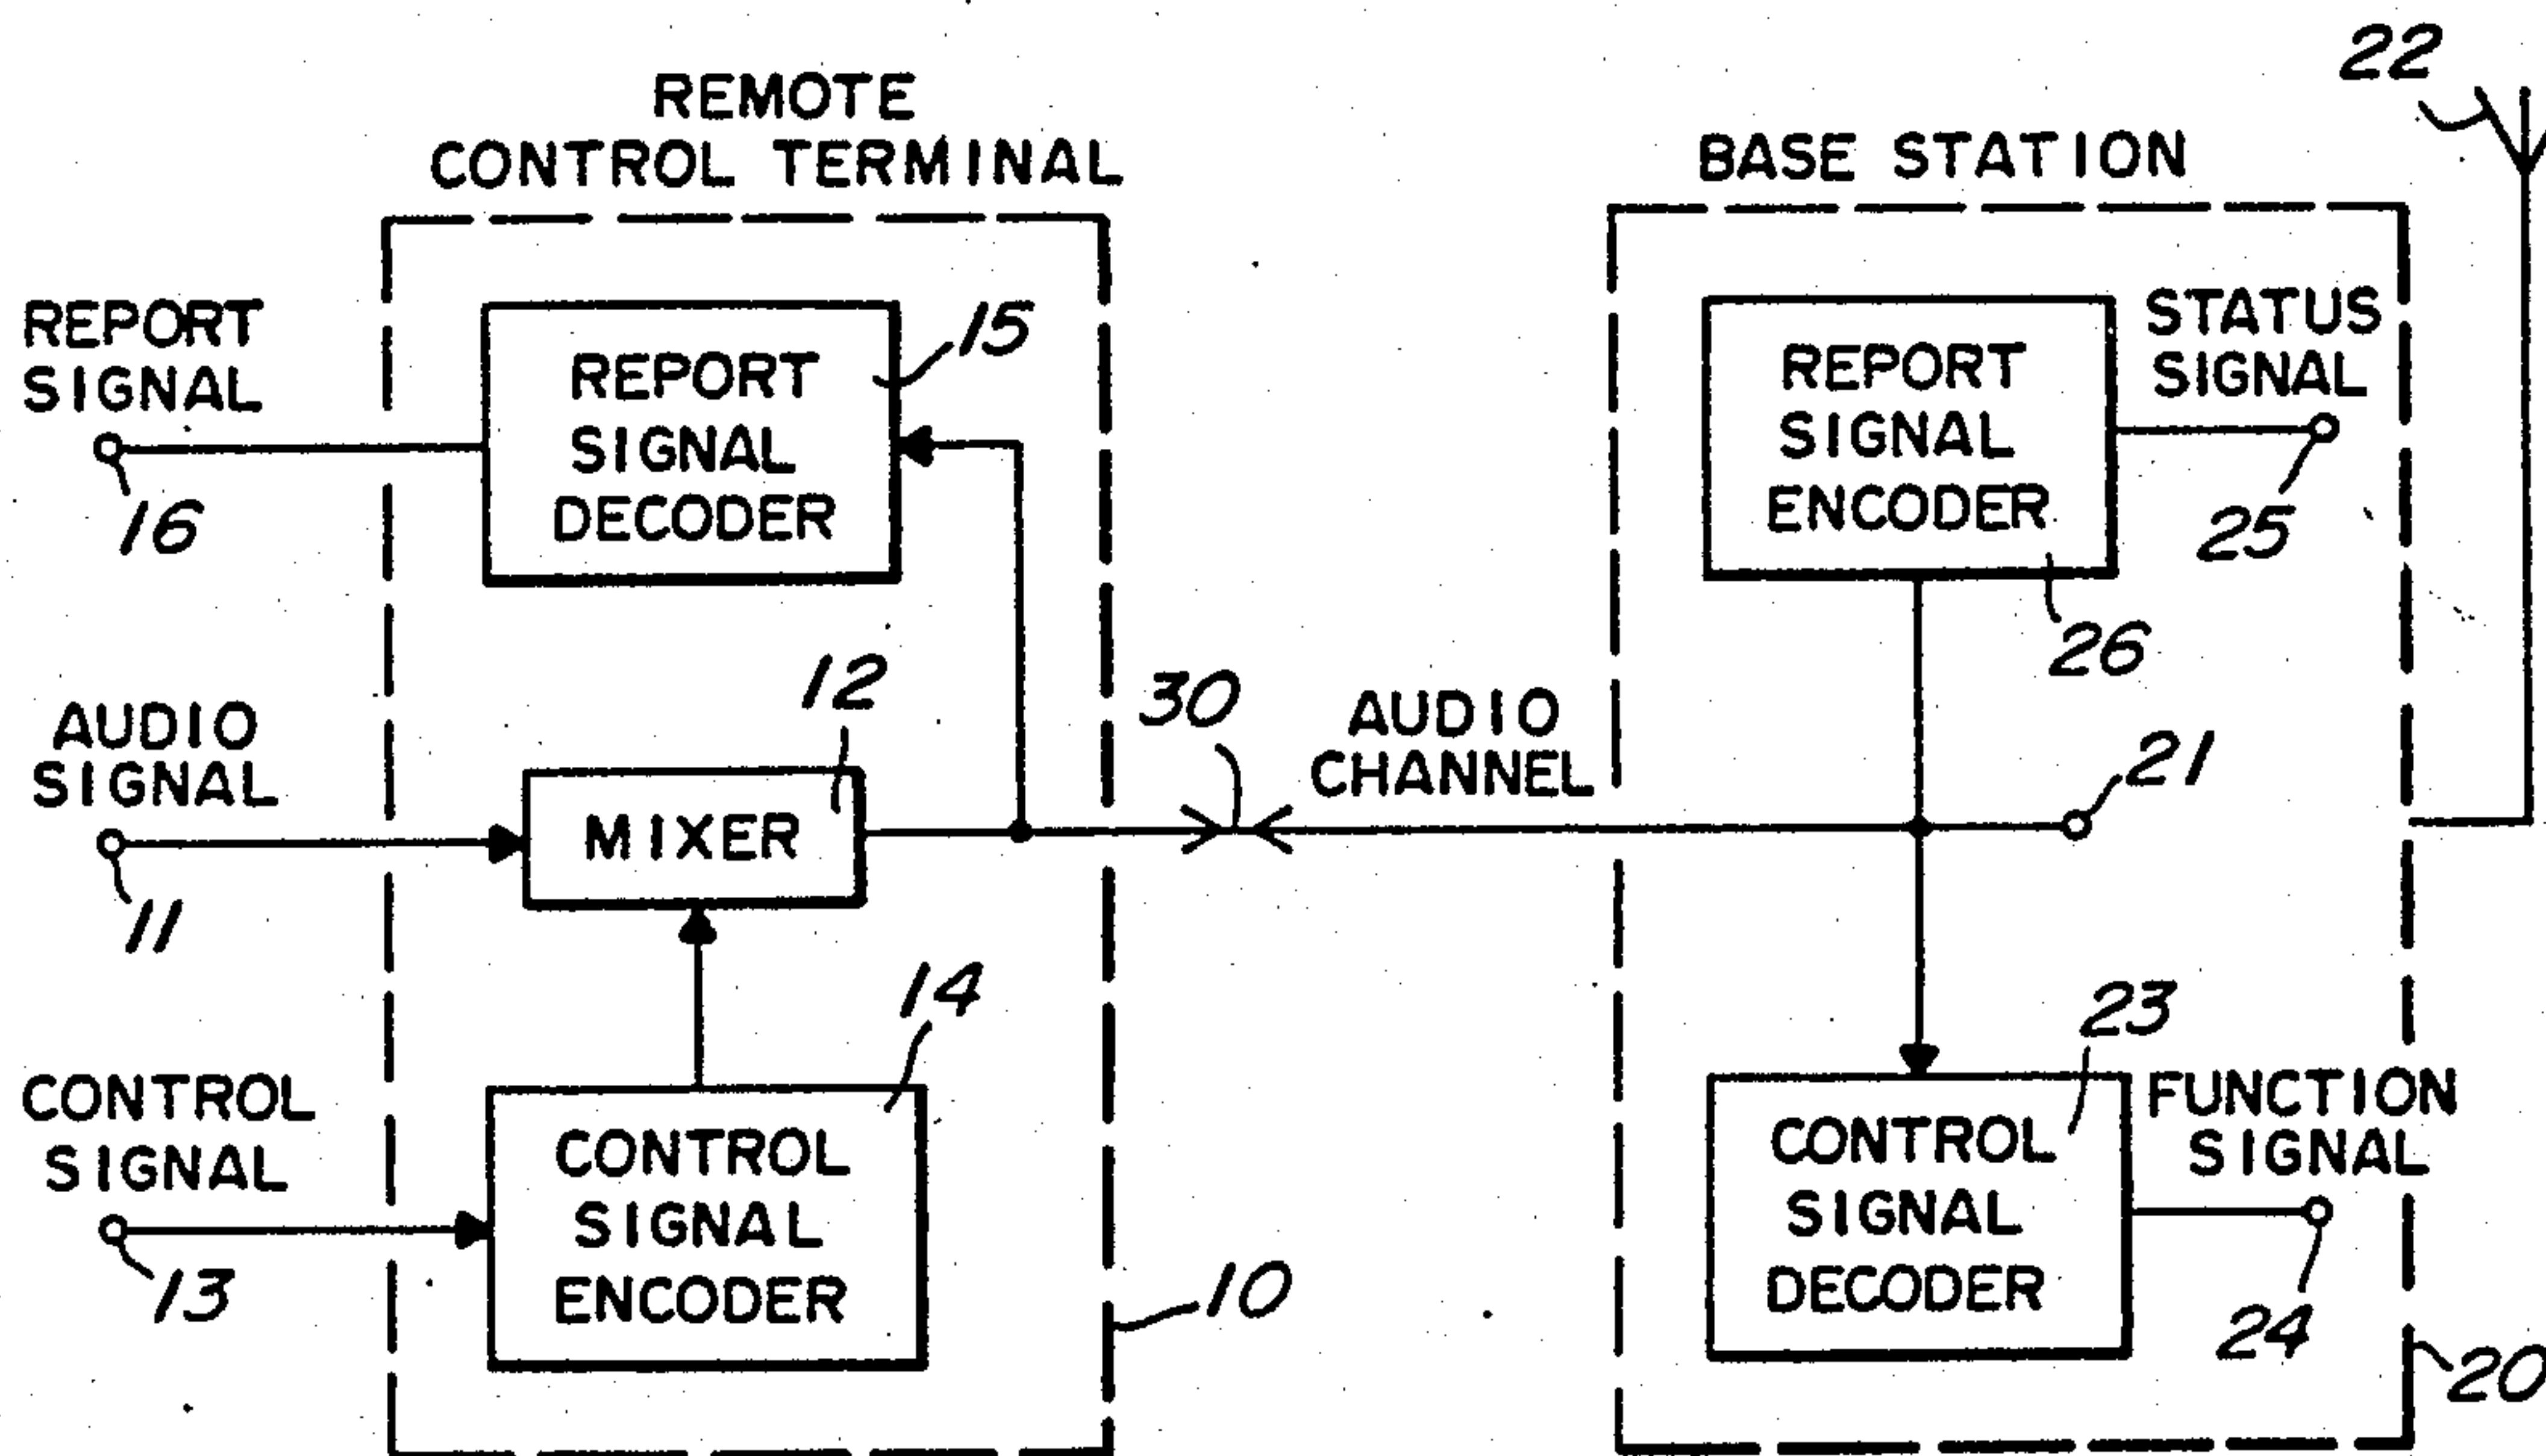 REMOTE
CONTROL TERMINAL
BASE STATION
22
REPORT
SIGNAL
16
REPORT
SIGNAL
DECODER
15
REPORT
SIGNAL
ENCODER
26
STATUS
SIGNAL
25
AUDIO
SIGNAL
11
MIXER
12
30
AUDIO
CHANNEL
21
CONTROL
SIGNAL
13
CONTROL
SIGNAL
ENCODER
14
10
CONTROL
SIGNAL
DECODER
23
FUNCTION
SIGNAL
24
20